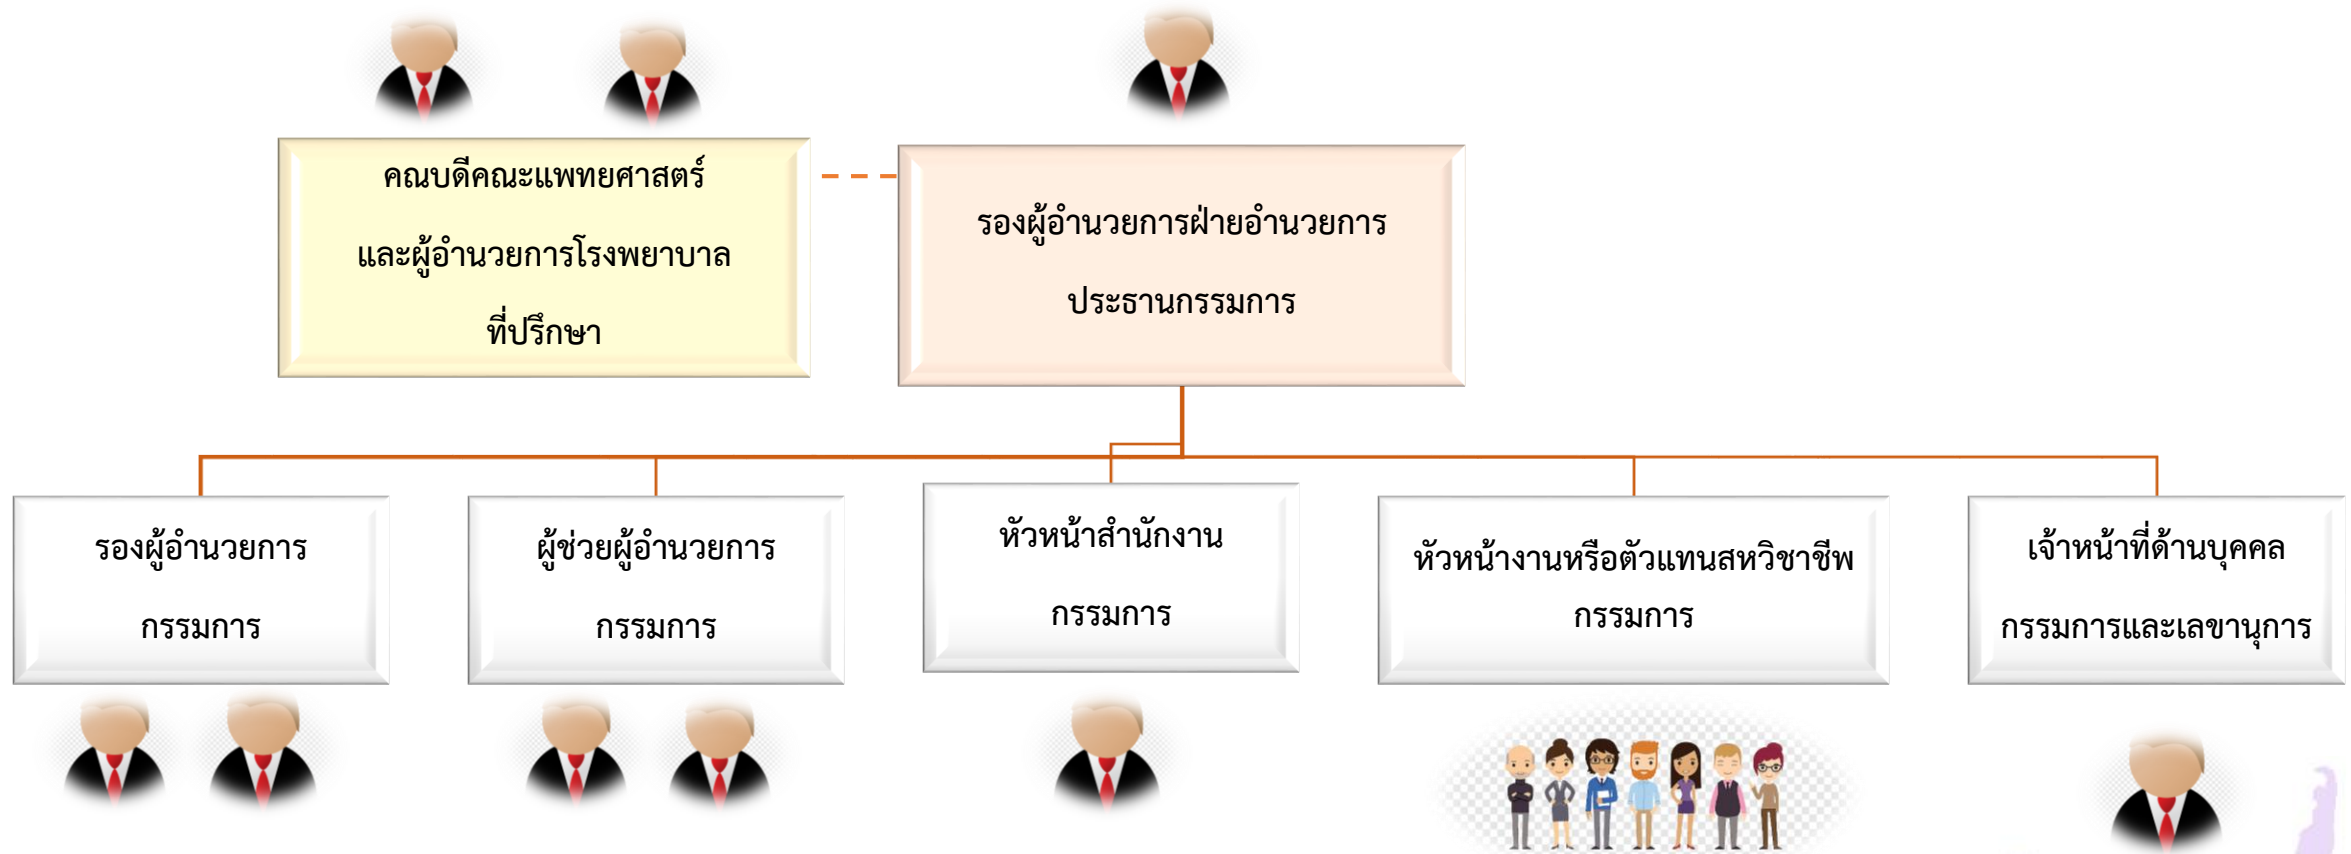 คณบดีคณะแพทยศาสตร์
และผู้อำนวยการโรงพยาบาล
ที่ปรึกษา
รองผู้อำนวยการฝ่ายอำนวยการ
ประธานกรรมการ
รองผู้อำนวยการ
กรรมการ
ผู้ช่วยผู้อำนวยการ
กรรมการ
หัวหน้าสำนักงาน
กรรมการ
หัวหน้างานหรือตัวแทนสหวิชาชีพ
กรรมการ
เจ้าหน้าที่ด้านบุคคล
กรรมการและเลขานุการ